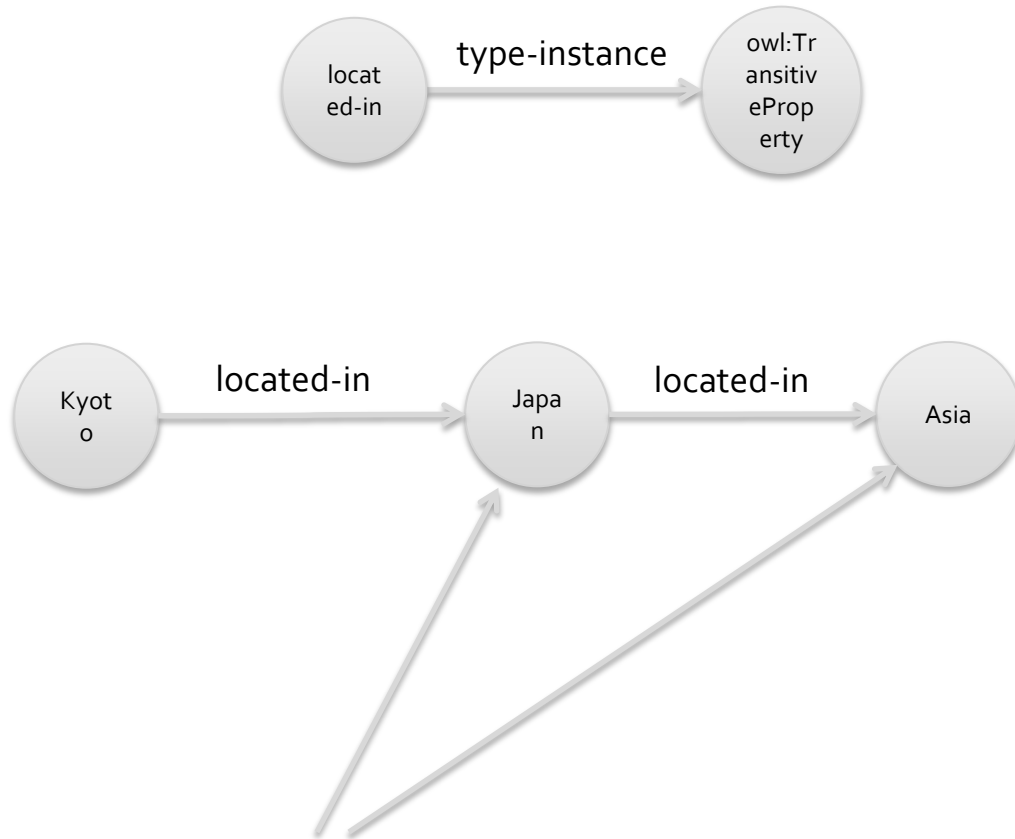 locat
ed-in
type-instance
owl:Tr
ansitiv
eProp
erty
Kyot
o
located-in
Japa
n
located-in
Asia